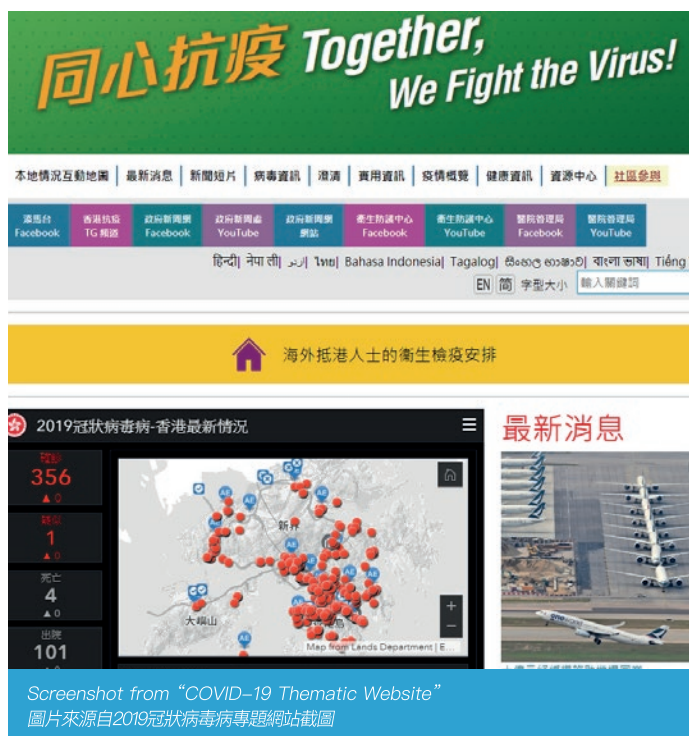 同心抗疫 Together,
We Fight the Virus!
本地情況互動地圖 | 最新消息 | 新聞短片 | 病毒資訊 | 澄清 | 實用資訊 | 疫情概覽 | 健康資訊 | 資源中心 | 社區參與
添馬台 Facebook
香港抗疫 TG 頻道
政府新聞網 Facebook
政府新聞處 YouTube
政府新聞網 網站
衞生防護中心 Facebook
衞生防護中心 YouTube
醫院管理局 Facebook
醫院管理局 YouTube
हिन्दी| नेपा ली| اردو| ไทย| Bahasa Indonesia| Tagalog| සිංහල භාෂාව| বাংলা ভাষা| Tiếng
EN 简 字型大小 輸入關鍵詞
海外抵港人士的衞生檢疫安排
2019冠狀病毒病-香港最新情況
最新消息
356
▲ 0
1
▲ 0
死亡
4
▲ 0
出院
101
AE
新界
大嶼山
+
−
Map from Lands Department | E...
Screenshot from “COVID-19 Thematic Website”
圖片來源自2019冠狀病毒病專題網站截圖